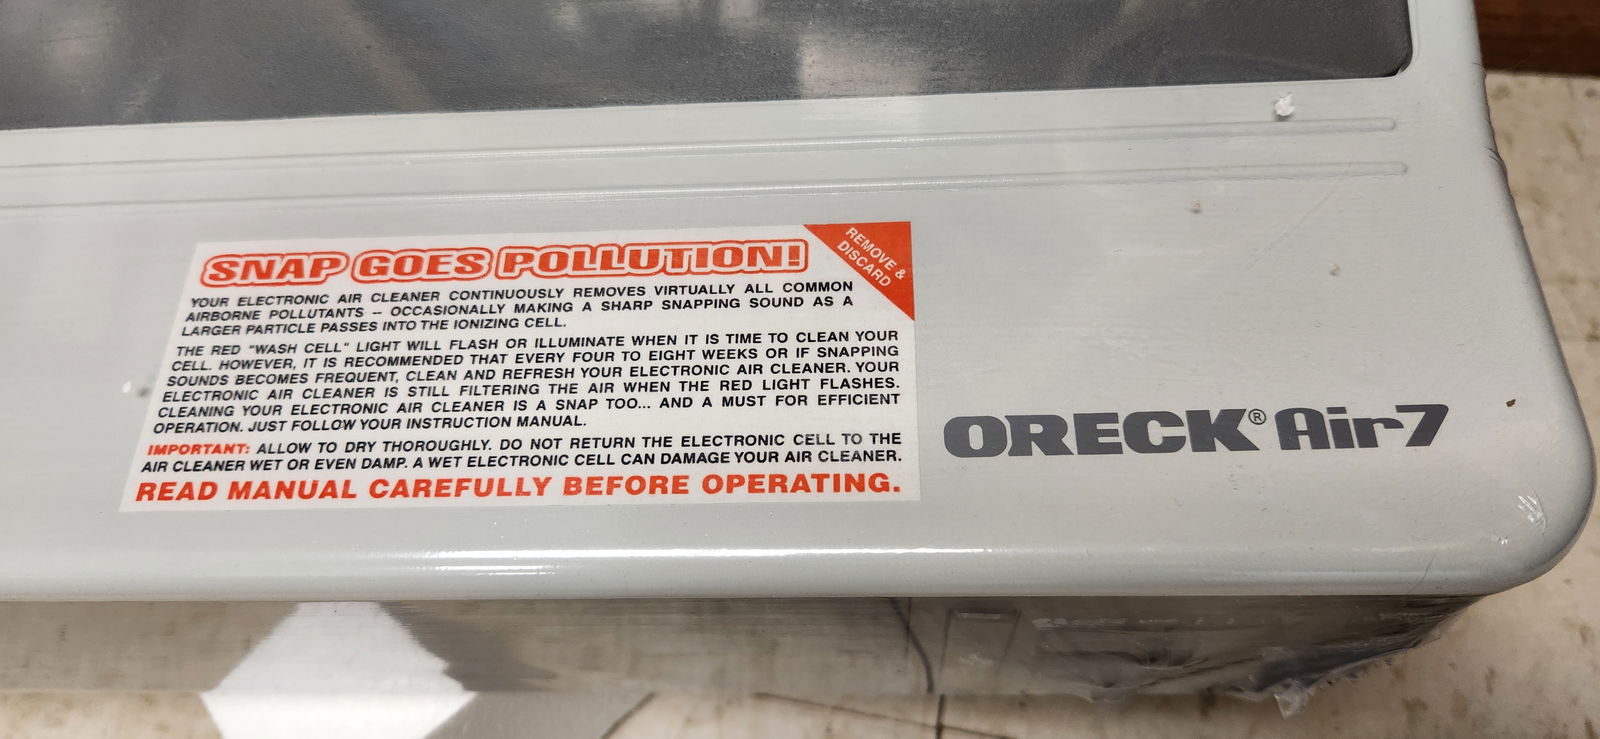 SNAP GOES POLLUTION!
REMOVE &
DISCARD
YOUR ELECTRONIC AIR CLEANER CONTINUOUSLY REMOVES VIRTUALLY ALL COMMON
AIRBORNE POLLUTANTS -- OCCASIONALLY MAKING A SHARP SNAPPING SOUND AS A
LARGER PARTICLE PASSES INTO THE IONIZING CELL.
THE RED "WASH CELL" LIGHT WILL FLASH OR ILLUMINATE WHEN IT IS TIME TO CLEAN YOUR
CELL. HOWEVER, IT IS RECOMMENDED THAT EVERY FOUR TO EIGHT WEEKS OR IF SNAPPING
SOUNDS BECOMES FREQUENT, CLEAN AND REFRESH YOUR ELECTRONIC AIR CLEANER. YOUR
ELECTRONIC AIR CLEANER IS STILL FILTERING THE AIR WHEN THE RED LIGHT FLASHES.
CLEANING YOUR ELECTRONIC AIR CLEANER IS A SNAP TOO... AND A MUST FOR EFFICIENT
OPERATION. JUST FOLLOW YOUR INSTRUCTION MANUAL.
IMPORTANT: ALLOW TO DRY THOROUGHLY. DO NOT RETURN THE ELECTRONIC CELL TO THE
AIR CLEANER WET OR EVEN DAMP. A WET ELECTRONIC CELL CAN DAMAGE YOUR AIR CLEANER.
READ MANUAL CAREFULLY BEFORE OPERATING.
ORECK® Air7